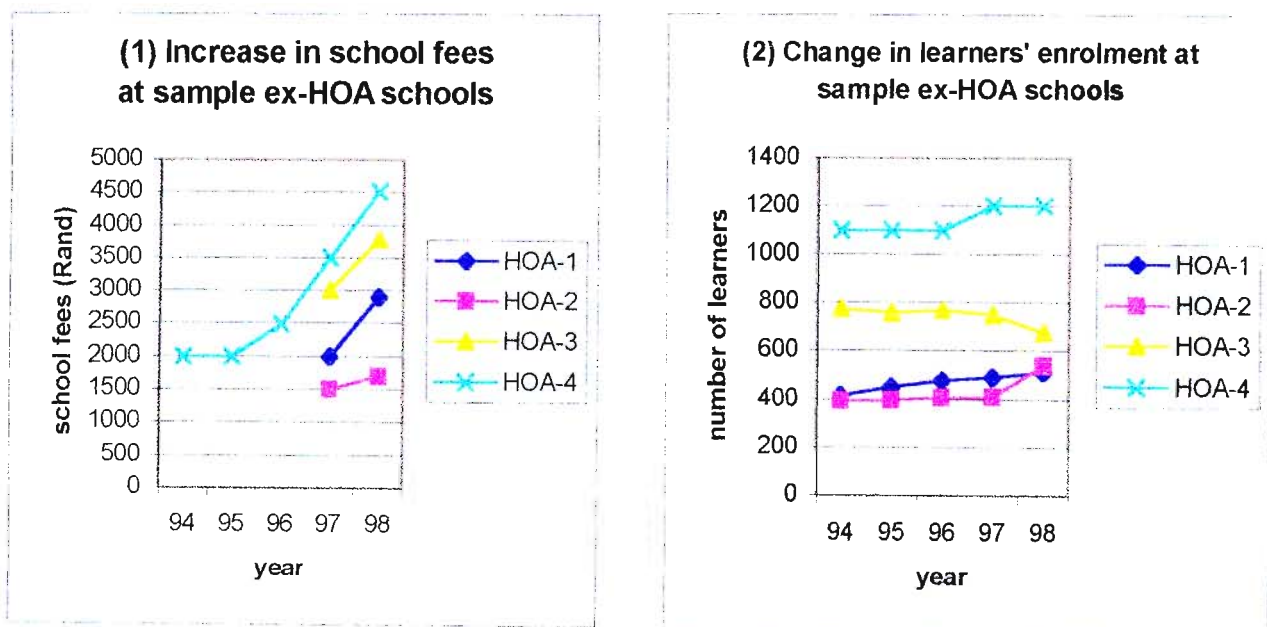 (1) Increase in school fees
at sample ex-HOA schools
5000
4500
4000
3500
3000
2500
2000
1500
1000
500
0
school fees (Rand)
94 95 96 97 98
year
HOA-1
HOA-2
HOA-3
HOA-4
(2) Change in learners' enrolment at
sample ex-HOA schools
1400
1200
1000
800
600
400
200
0
number of learners
94 95 96 97 98
year
HOA-1
HOA-2
HOA-3
HOA-4